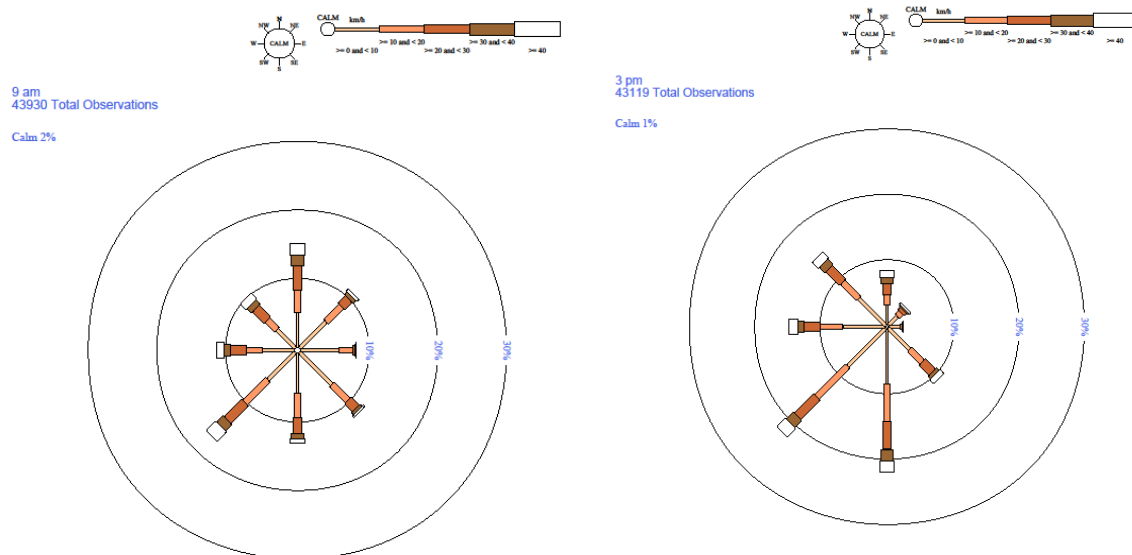 N
NW NE
W CALM E
SW SE
S
CALM km/h
>= 10 and < 20 >= 30 and < 40
>= 0 and < 10 >= 20 and < 30 >= 40
9 am
43930 Total Observations
Calm 2%
10%
20%
30%
N
NW NE
W CALM E
SW SE
S
CALM km/h
>= 10 and < 20 >= 30 and < 40
>= 0 and < 10 >= 20 and < 30 >= 40
3 pm
43119 Total Observations
Calm 1%
10%
20%
30%